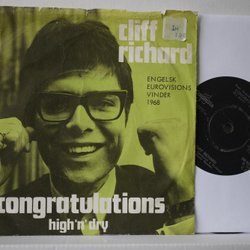 cliff
richard
ENGELSK
EUROVISIONS
VINDER
1968
congratulations
high'n'dry